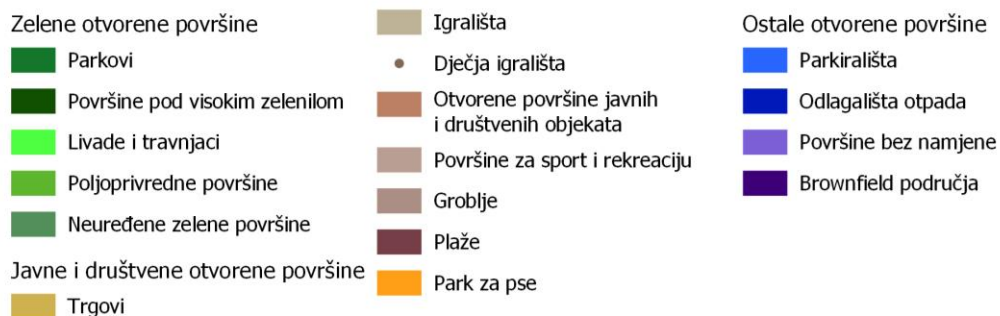 Zelene otvorene površine
Parkovi
Površine pod visokim zelenilom
Livade i travnjaci
Poljoprivredne površine
Neuređene zelene površine
Javne i društvene otvorene površine
Trgovi
Igrališta
Dječja igrališta
Otvorene površine javnih
i društvenih objekata
Površine za sport i rekreaciju
Groblje
Plaže
Park za pse
Ostale otvorene površine
Parkirališta
Odlagališta otpada
Površine bez namjene
Brownfield područja